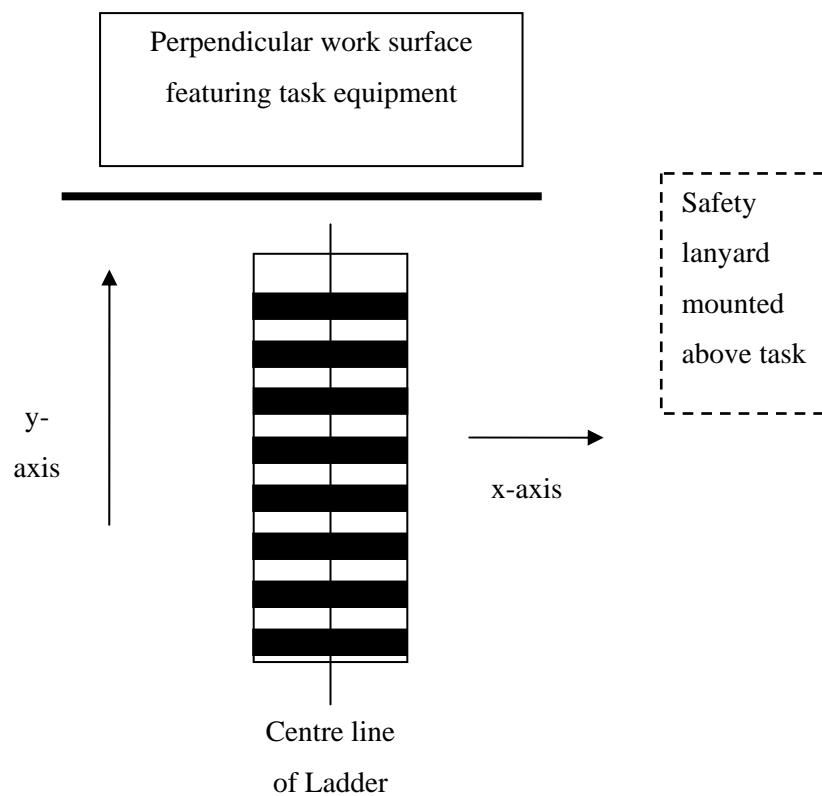 Perpendicular work surface
featuring task equipment
Safety
lanyard
mounted
above task
y-
axis
x-axis
Centre line
of Ladder